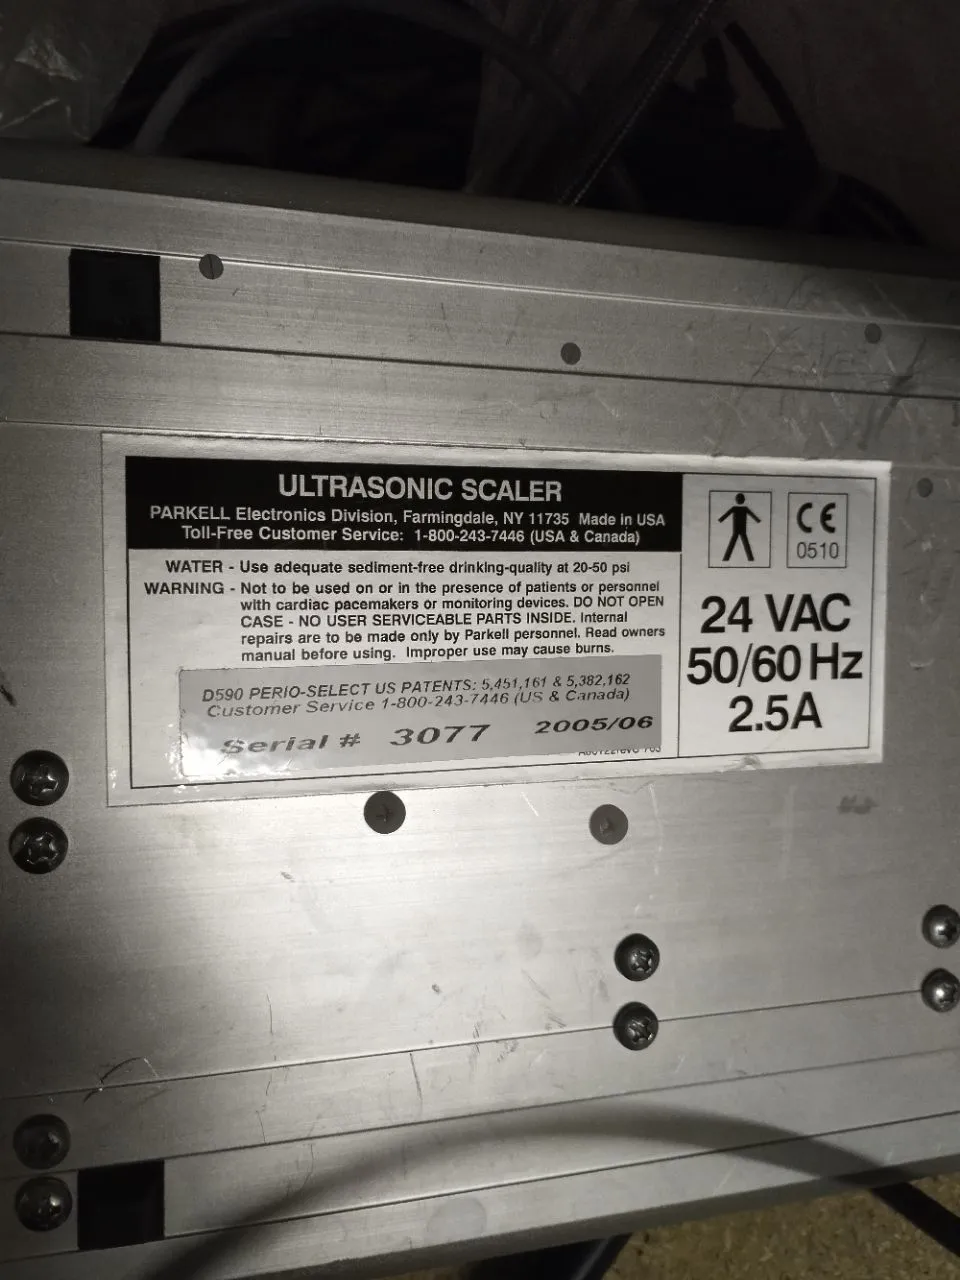 ULTRASONIC SCALER
PARKELL Electronics Division, Farmingdale, NY 11735 Made in USA
Toll-Free Customer Service: 1-800-243-7446 (USA & Canada)
WATER - Use adequate sediment-free drinking-quality at 20-50 psi
WARNING - Not to be used on or in the presence of patients or personnel
with cardiac pacemakers or monitoring devices. DO NOT OPEN
CASE - NO USER SERVICEABLE PARTS INSIDE. Internal
repairs are to be made only by Parkell personnel. Read owners
manual before using. Improper use may cause burns.
D590 PERIO-SELECT US PATENTS: 5,451,161 & 5,382,162
Customer Service 1-800-243-7446 (US & Canada)
Serial # 3077 2005/06
CE
0510
24 VAC
50/60 Hz
2.5A